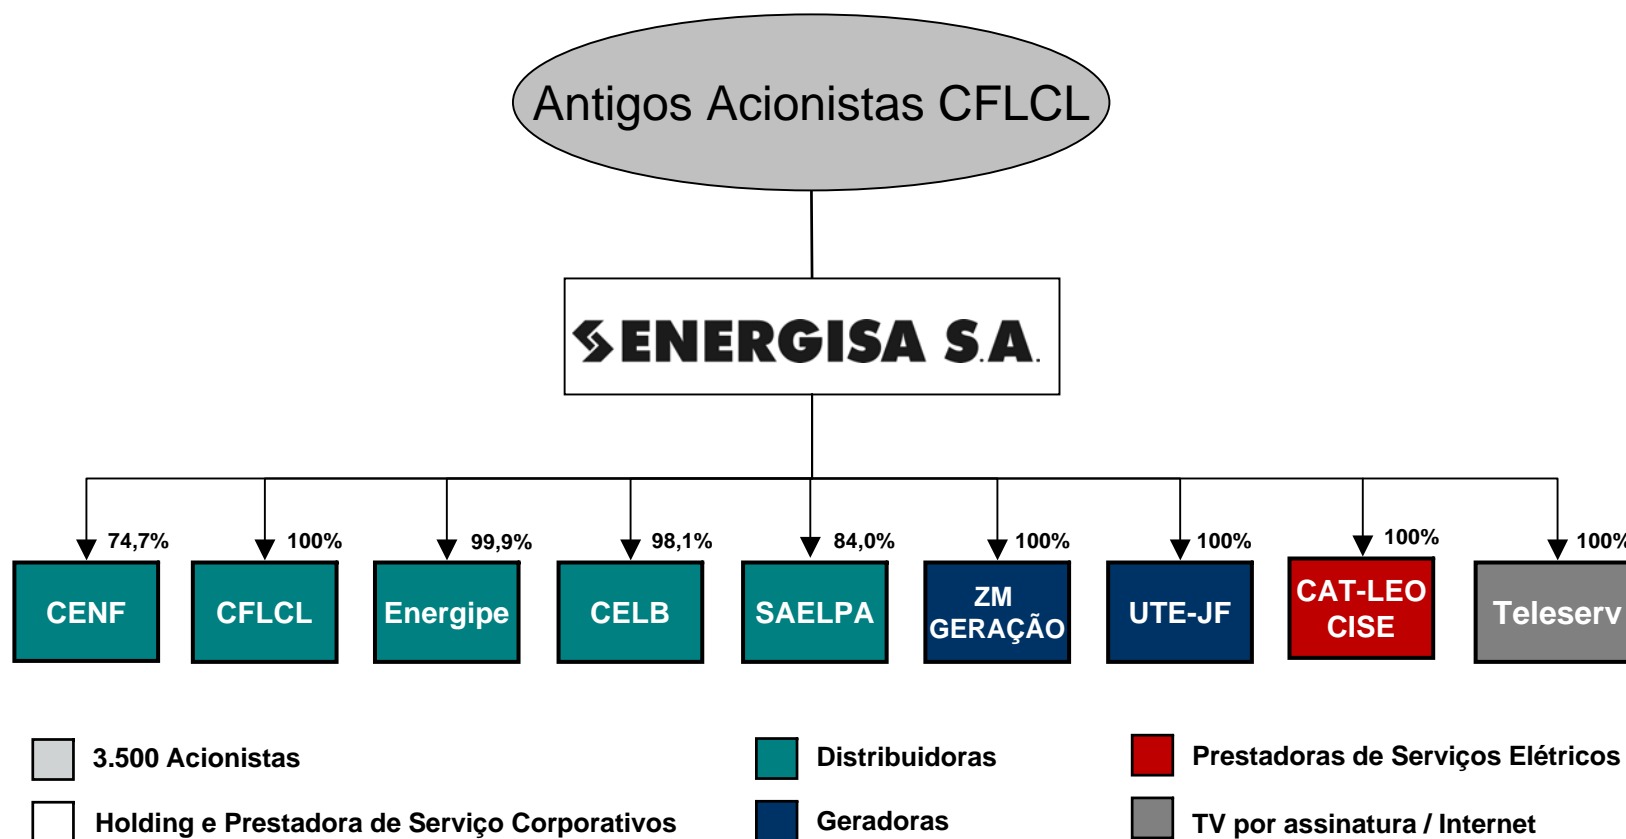 Antigos Acionistas CFLCL
ENERGISA S.A.
74,7%
100%
99,9%
98,1%
84,0%
100%
100%
100%
100%
CENF
CFLCL
Energipe
CELB
SAELPA
ZM
GERAÇÃO
UTE-JF
CAT-LEO
CISE
Teleserv
3.500 Acionistas
Distribuidoras
Prestadoras de Serviços Elétricos
Holding e Prestadora de Serviço Corporativos
Geradoras
TV por assinatura / Internet